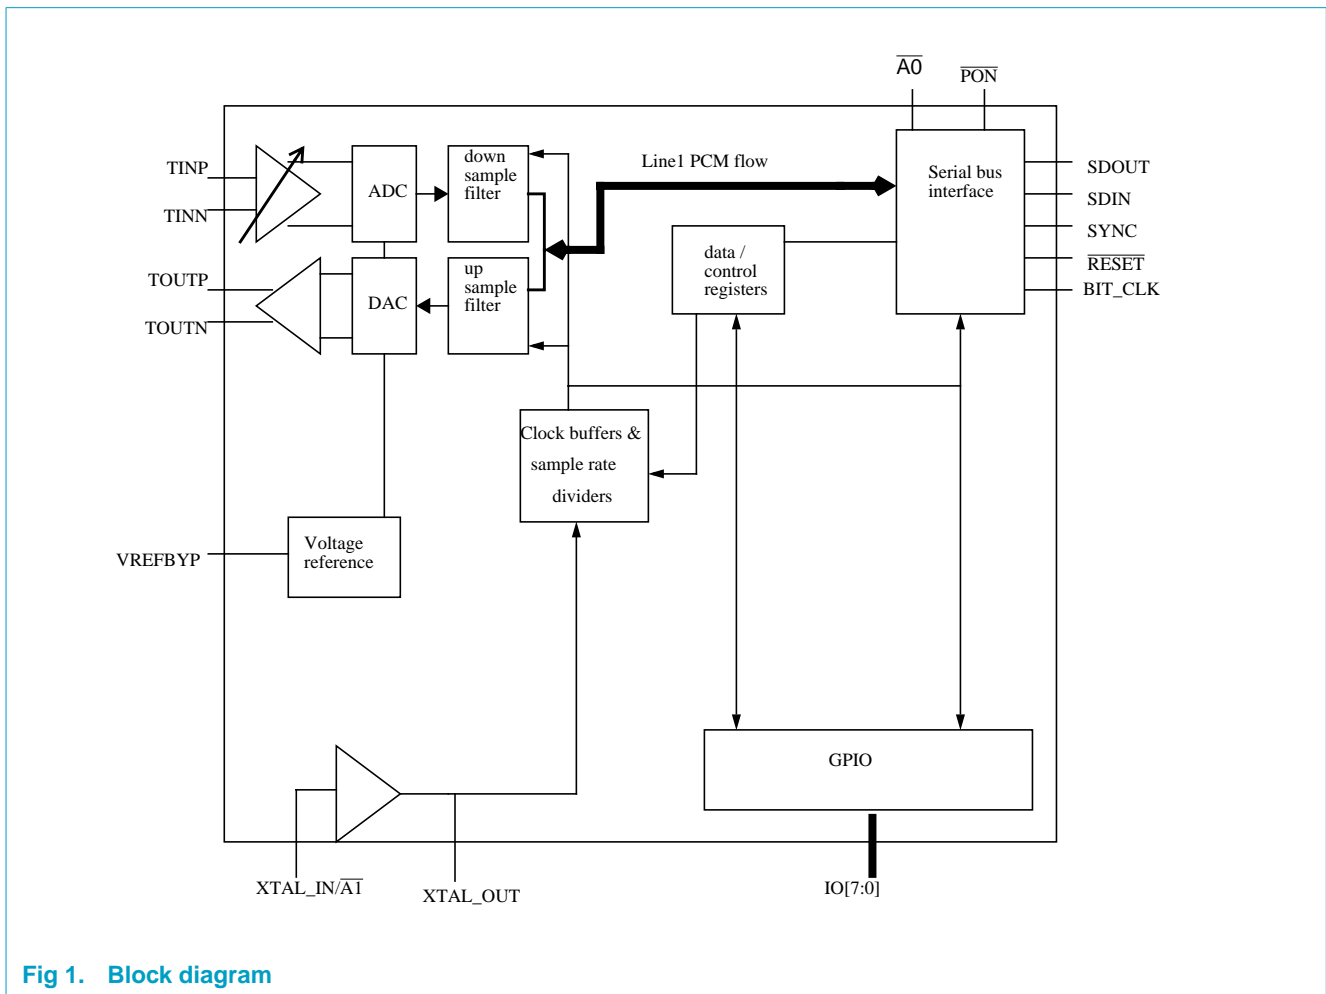 A0
PON
TINP
TINN
TOUTP
TOUTN
ADC
down
sample
filter
Line1 PCM flow
Serial bus
interface
SDOUT
SDIN
SYNC
RESET
BIT_CLK
DAC
up
sample
filter
data /
control
registers
Clock buffers &
sample rate
dividers
VREFBYP
Voltage
reference
GPIO
XTAL_IN/A1
XTAL_OUT
IO[7:0]
Fig 1. Block diagram